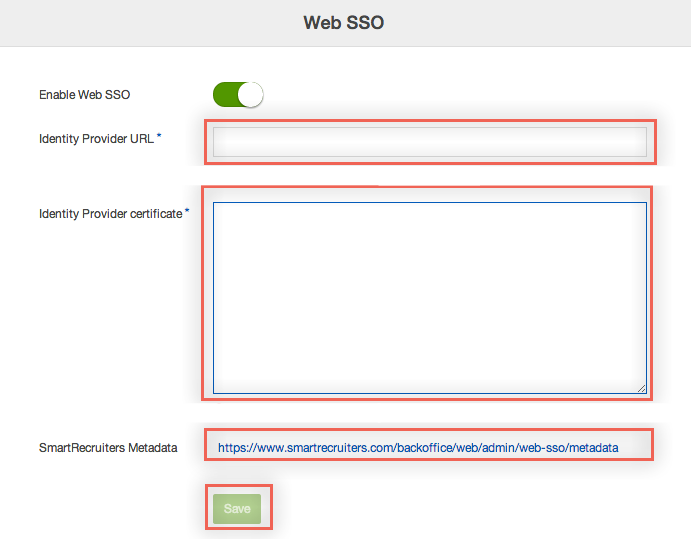 Web SSO
Enable Web SSO
Identity Provider URL *
Identity Provider certificate *
SmartRecruiters Metadata https://www.smartrecruiters.com/backoffice/web/admin/web-sso/metadata
Save